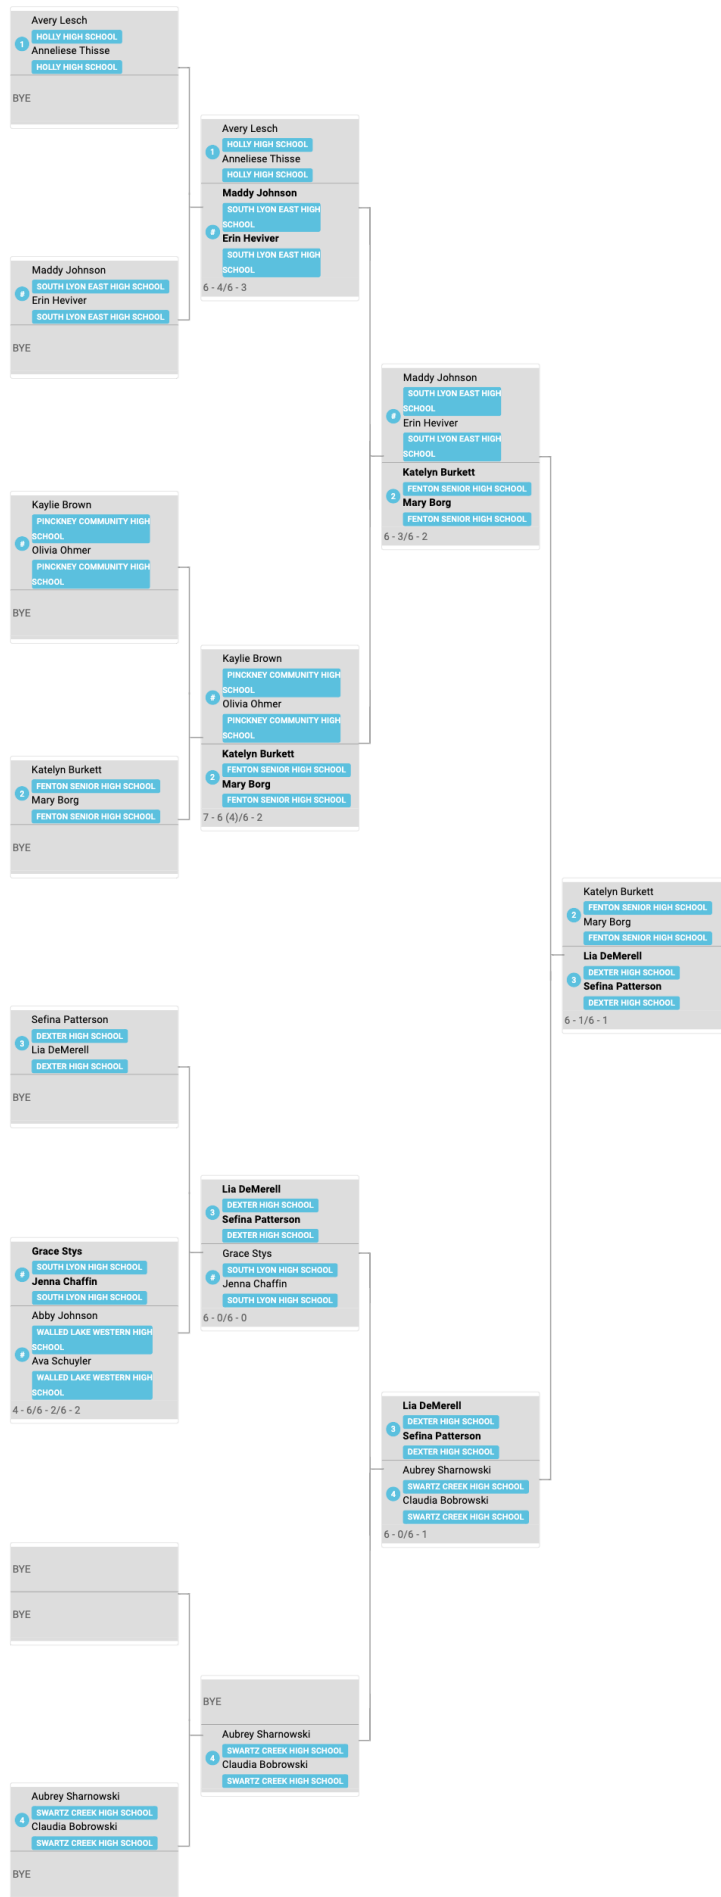 Avery Lesch
1
HOLLY HIGH SCHOOL
Anneliese Thisse
HOLLY HIGH SCHOOL
BYE
Maddy Johnson
#
SOUTH LYON EAST HIGH SCHOOL
Erin Heviver
SOUTH LYON EAST HIGH SCHOOL
BYE
Kaylie Brown
PINCKNEY COMMUNITY HIGH
SCHOOL
#
Olivia Ohmer
PINCKNEY COMMUNITY HIGH
SCHOOL
BYE
Katelyn Burkett
2
FENTON SENIOR HIGH SCHOOL
Mary Borg
FENTON SENIOR HIGH SCHOOL
BYE
Sefina Patterson
3
DEXTER HIGH SCHOOL
Lia DeMerell
DEXTER HIGH SCHOOL
BYE
Grace Stys
#
SOUTH LYON HIGH SCHOOL
Jenna Chaffin
SOUTH LYON HIGH SCHOOL
Abby Johnson
WALLED LAKE WESTERN HIGH
SCHOOL
#
Ava Schuyler
WALLED LAKE WESTERN HIGH
SCHOOL
4 - 6/6 - 2/6 - 2
BYE
BYE
Aubrey Sharnowski
4
SWARTZ CREEK HIGH SCHOOL
Claudia Bobrowski
SWARTZ CREEK HIGH SCHOOL
BYE
Avery Lesch
1
HOLLY HIGH SCHOOL
Anneliese Thisse
HOLLY HIGH SCHOOL
Maddy Johnson
SOUTH LYON EAST HIGH
SCHOOL
#
Erin Heviver
SOUTH LYON EAST HIGH
SCHOOL
6 - 4/6 - 3
Kaylie Brown
PINCKNEY COMMUNITY HIGH
SCHOOL
#
Olivia Ohmer
PINCKNEY COMMUNITY HIGH
SCHOOL
Katelyn Burkett
2
FENTON SENIOR HIGH SCHOOL
Mary Borg
FENTON SENIOR HIGH SCHOOL
7 - 6 (4)/6 - 2
Lia DeMerell
3
DEXTER HIGH SCHOOL
Sefina Patterson
DEXTER HIGH SCHOOL
Grace Stys
#
SOUTH LYON HIGH SCHOOL
Jenna Chaffin
SOUTH LYON HIGH SCHOOL
6 - 0/6 - 0
BYE
Aubrey Sharnowski
4
SWARTZ CREEK HIGH SCHOOL
Claudia Bobrowski
SWARTZ CREEK HIGH SCHOOL
Maddy Johnson
SOUTH LYON EAST HIGH
SCHOOL
#
Erin Heviver
SOUTH LYON EAST HIGH
SCHOOL
Katelyn Burkett
2
FENTON SENIOR HIGH SCHOOL
Mary Borg
FENTON SENIOR HIGH SCHOOL
6 - 3/6 - 2
Lia DeMerell
3
DEXTER HIGH SCHOOL
Sefina Patterson
DEXTER HIGH SCHOOL
Aubrey Sharnowski
4
SWARTZ CREEK HIGH SCHOOL
Claudia Bobrowski
SWARTZ CREEK HIGH SCHOOL
6 - 0/6 - 1
Katelyn Burkett
2
FENTON SENIOR HIGH SCHOOL
Mary Borg
FENTON SENIOR HIGH SCHOOL
Lia DeMerell
3
DEXTER HIGH SCHOOL
Sefina Patterson
DEXTER HIGH SCHOOL
6 - 1/6 - 1